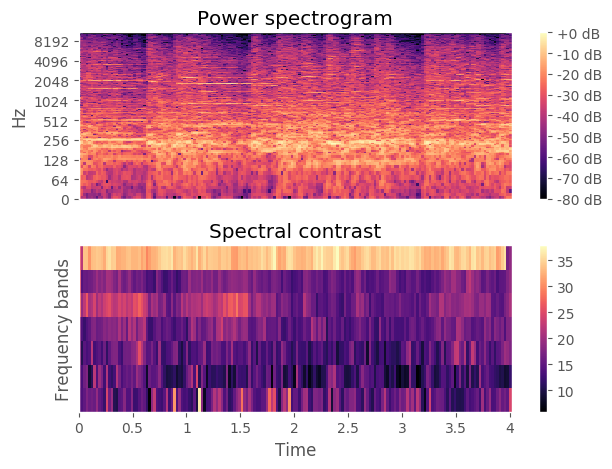 Power spectrogram
8192
4096
2048
1024
512
256
128
64
0
Hz
+0 dB
-10 dB
-20 dB
-30 dB
-40 dB
-50 dB
-60 dB
-70 dB
-80 dB
Spectral contrast
Frequency bands
35
30
25
20
15
10
0 0.5 1 1.5 2 2.5 3 3.5 4
Time